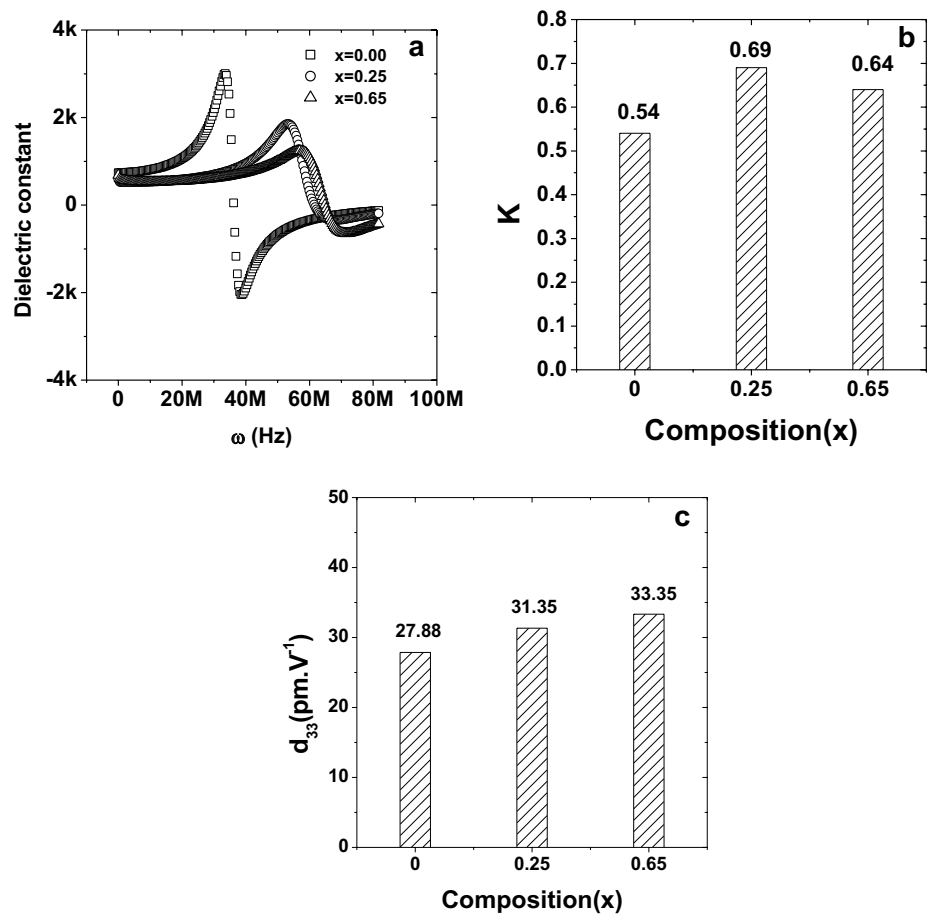 a
4k
2k
0
-2k
-4k
Dielectric constant
x=0.00
x=0.25
x=0.65
0 20M 40M 60M 80M 100M
ω (Hz)
b
0.8
0.7
0.6
0.5
0.4
0.3
0.2
0.1
0.0
K
0.54
0.69
0.64
0 0.25 0.65
Composition(x)
c
50
40
30
20
10
0
d₃₃(pm.V⁻¹)
27.88
31.35
33.35
0 0.25 0.65
Composition(x)